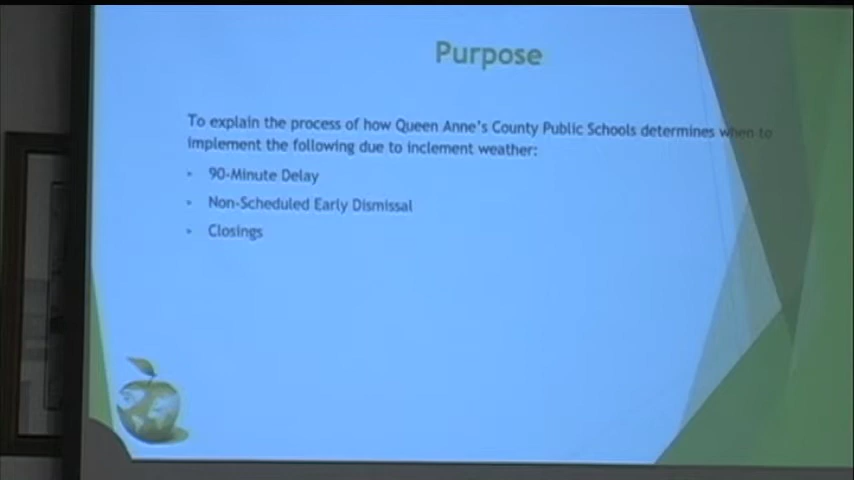 Purpose
To explain the process of how Queen Anne's County Public Schools determines when to
implement the following due to inclement weather:
90-Minute Delay
Non-Scheduled Early Dismissal
Closings